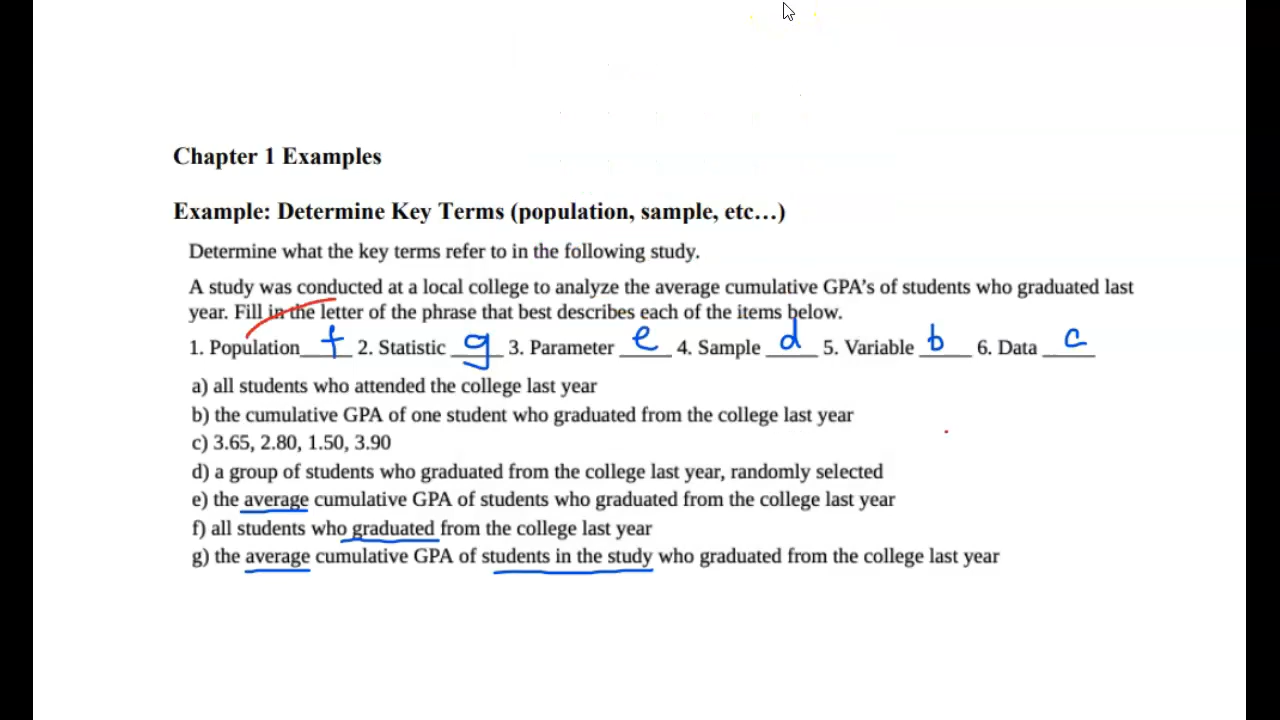 Chapter 1 Examples
Example: Determine Key Terms (population, sample, etc…)
Determine what the key terms refer to in the following study.
A study was conducted at a local college to analyze the average cumulative GPA's of students who graduated last
year. Fill in the letter of the phrase that best describes each of the items below.
1. Population f 2. Statistic g 3. Parameter e 4. Sample d 5. Variable b 6. Data c
a) all students who attended the college last year
b) the cumulative GPA of one student who graduated from the college last year
c) 3.65, 2.80, 1.50, 3.90
d) a group of students who graduated from the college last year, randomly selected
e) the average cumulative GPA of students who graduated from the college last year
f) all students who graduated from the college last year
g) the average cumulative GPA of students in the study who graduated from the college last year